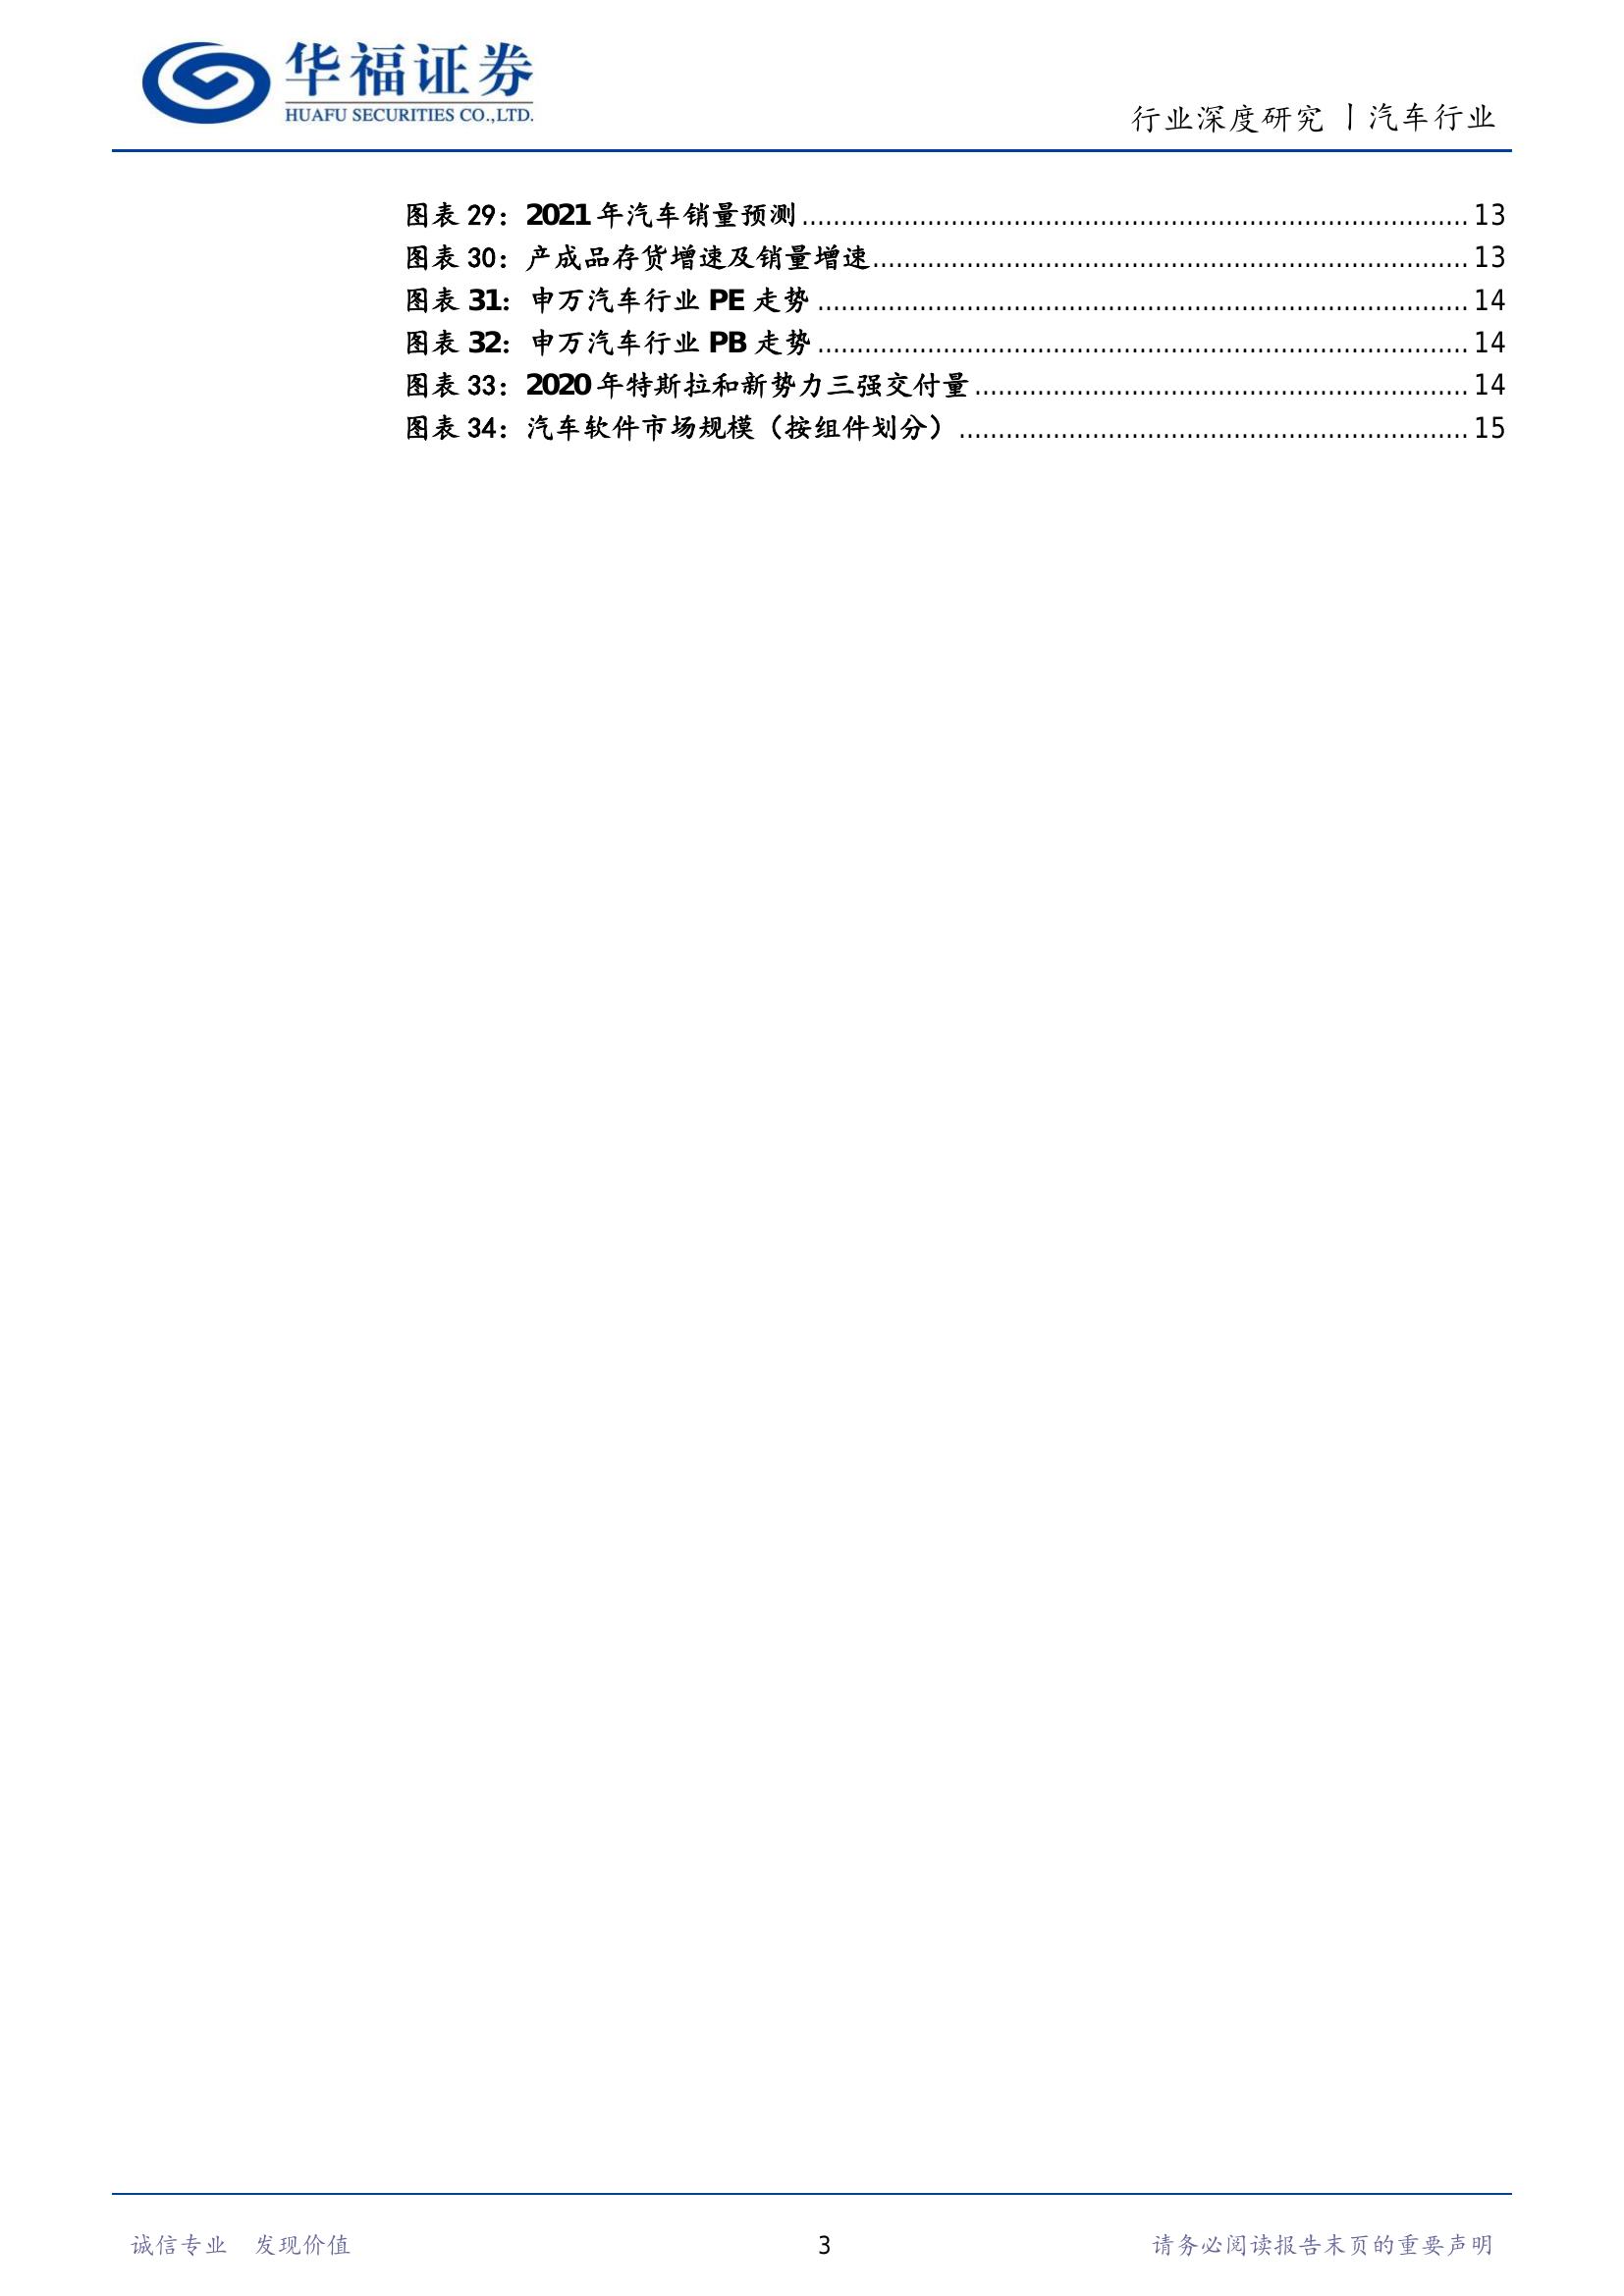 华福证券
HUAFU SECURITIES CO.,LTD.
行业深度研究丨汽车行业
图表 29：2021 年汽车销量预测 13
图表 30：产成品存货增速及销量增速 13
图表 31：申万汽车行业 PE 走势 14
图表 32：申万汽车行业 PB 走势 14
图表 33：2020 年特斯拉和新势力三强交付量 14
图表 34：汽车软件市场规模（按组件划分） 15
诚信专业 发现价值 3 请务必阅读报告末页的重要声明